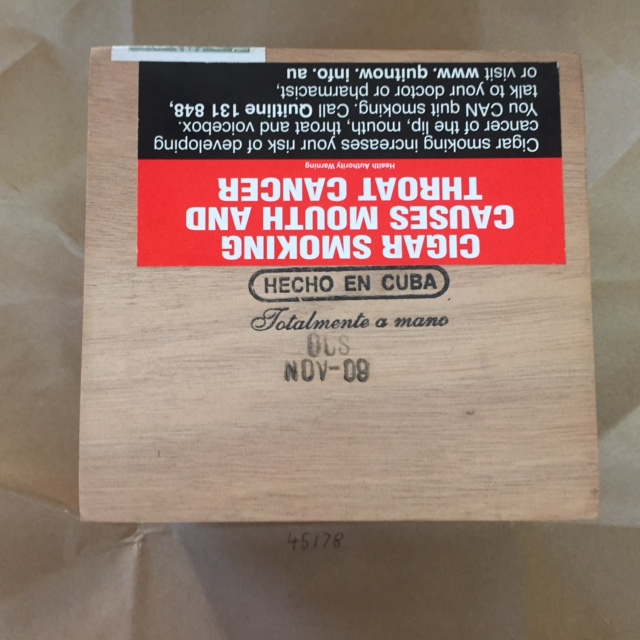 CIGAR SMOKING
CAUSES MOUTH AND
THROAT CANCER
Health Authority Warning
Cigar smoking increases your risk of developing
cancer of the lip, mouth, throat and voicebox.
You CAN quit smoking. Call Quitline 131 848,
talk to your doctor or pharmacist,
or visit www. quitnow. info. au
HECHO EN CUBA
Totalmente a mano
NOV-09
45178